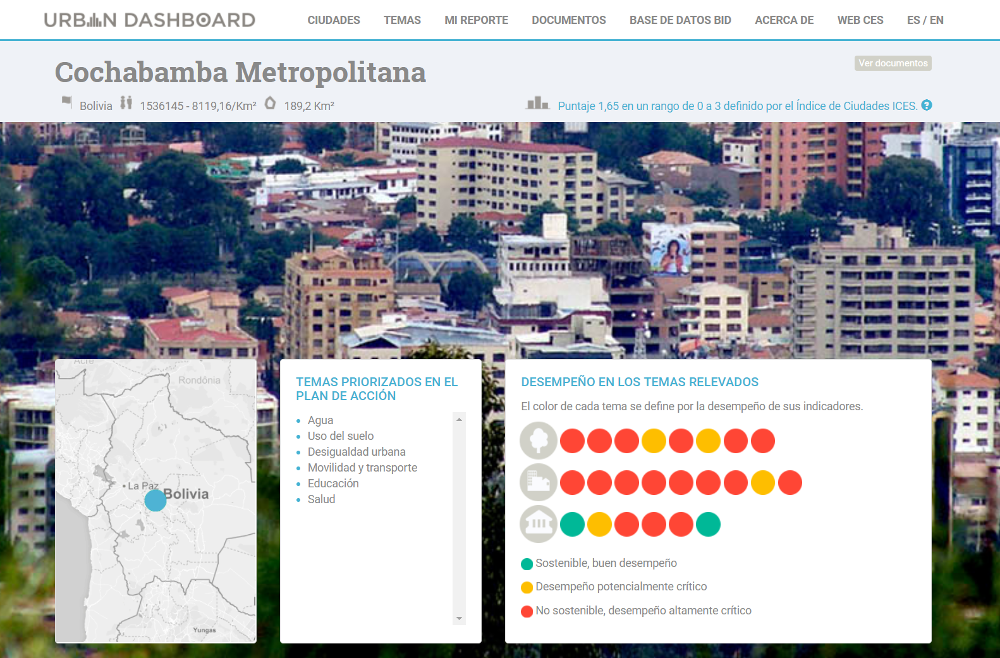 URBAN DASHBOARD
CIUDADES TEMAS MI REPORTE DOCUMENTOS BASE DE DATOS BID ACERCA DE WEB CES ES / EN
Cochabamba Metropolitana
Ver documentos
Bolivia 1536145 - 8119,16/Km² 189,2 Km²
Puntaje 1,65 en un rango de 0 a 3 definido por el Índice de Ciudades ICES. ?
Acre
Rondônia
La Paz
Bolivia
Yungas
TEMAS PRIORIZADOS EN EL
PLAN DE ACCIÓN
Agua
Uso del suelo
Desigualdad urbana
Movilidad y transporte
Educación
Salud
DESEMPEÑO EN LOS TEMAS RELEVADOS
El color de cada tema se define por la desempeño de sus indicadores.
Sostenible, buen desempeño
Desempeño potencialmente crítico
No sostenible, desempeño altamente crítico